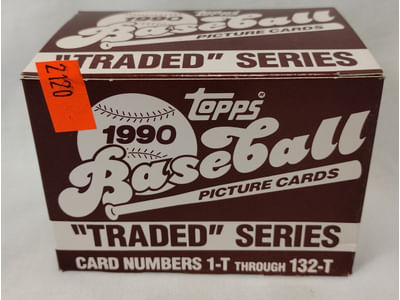 1990
Baseball
PICTURE CARDS
"TRADED" SERIES
2120
TOPPS®
1990
Baseball
PICTURE CARDS
"TRADED" SERIES
CARD NUMBERS 1-T THROUGH 132-T